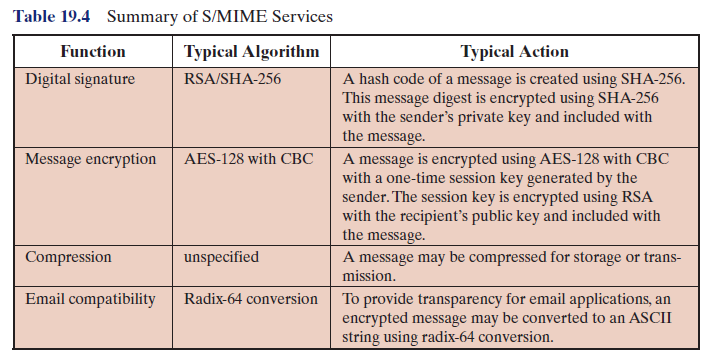 Table 19.4 Summary of S/MIME Services
Function Typical Algorithm Typical Action
Digital signature RSA/SHA-256 A hash code of a message is created using SHA-256.
This message digest is encrypted using SHA-256
with the sender's private key and included with
the message.
Message encryption AES-128 with CBC A message is encrypted using AES-128 with CBC
with a one-time session key generated by the
sender. The session key is encrypted using RSA
with the recipient's public key and included with
the message.
Compression unspecified A message may be compressed for storage or trans-
mission.
Email compatibility Radix-64 conversion To provide transparency for email applications, an
encrypted message may be converted to an ASCII
string using radix-64 conversion.